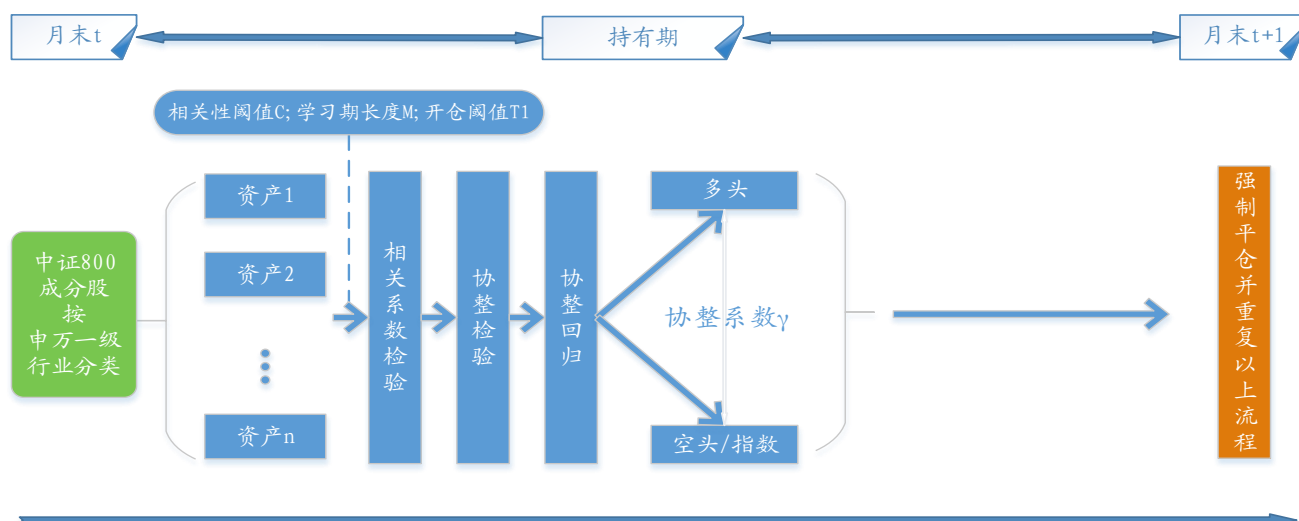 月末t
持有期
月末t+1
相关性阈值C;学习期长度M;开仓阈值T1
中证800
成分股
按
申万一级
行业分类
资产1
资产2
资产n
相关系数检验
协整检验
协整回归
多头
协整系数γ
空头/指数
强制平仓并重复以上流程